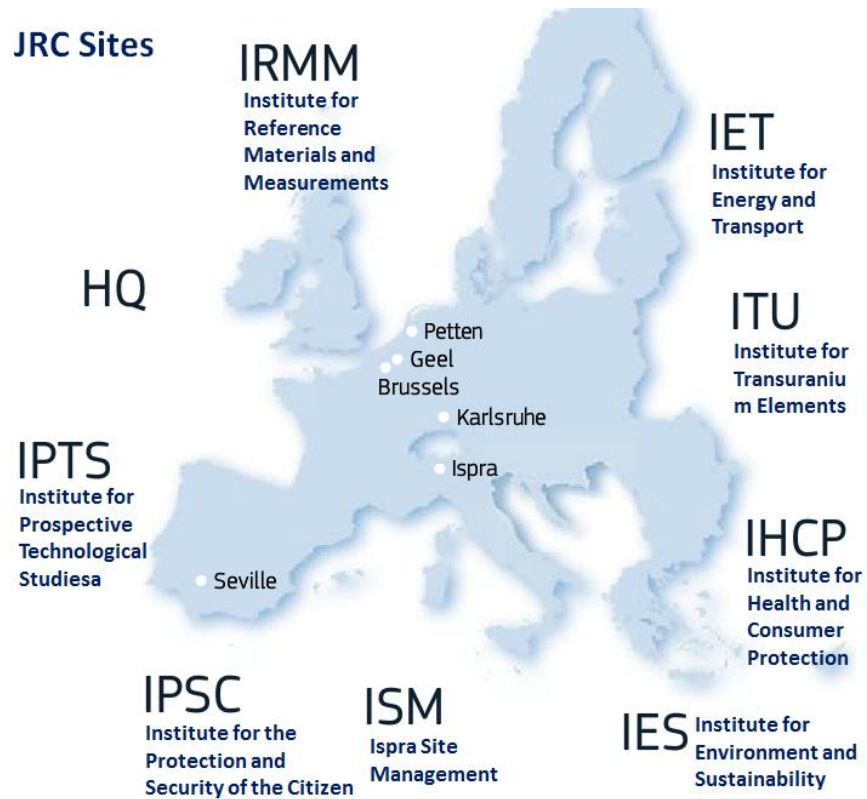 JRC Sites
IRMM
Institute for
Reference
Materials and
Measurements
IET
Institute for
Energy and
Transport
HQ
ITU
Institute for
Transuraniu
m Elements
Petten
Geel
Brussels
Karlsruhe
Ispra
Seville
IPTS
Institute for
Prospective
Technological
Studiesa
IHCP
Institute for
Health and
Consumer
Protection
IPSC
Institute for the
Protection and
Security of the Citizen
ISM
Ispra Site
Management
IES
Institute for
Environment and
Sustainability